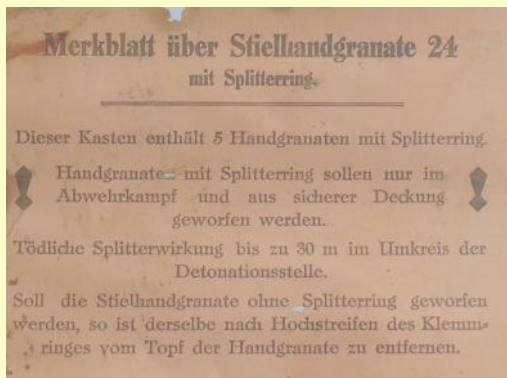 Merkblatt über Stielhandgranate 24
mit Splitterring.
Dieser Kasten enthält 5 Handgranaten mit Splitterring.
! Handgranaten mit Splitterring sollen nur im !
Abwehrkampf und aus sicherer Deckung
geworfen werden.
Tödliche Splitterwirkung bis zu 30 m im Umkreis der
Detonationsstelle.
Soll die Stielhandgranate ohne Splitterring geworfen
werden, so ist derselbe nach Hochstreifen des Klemm-
ringes vom Topf der Handgranate zu entfernen.